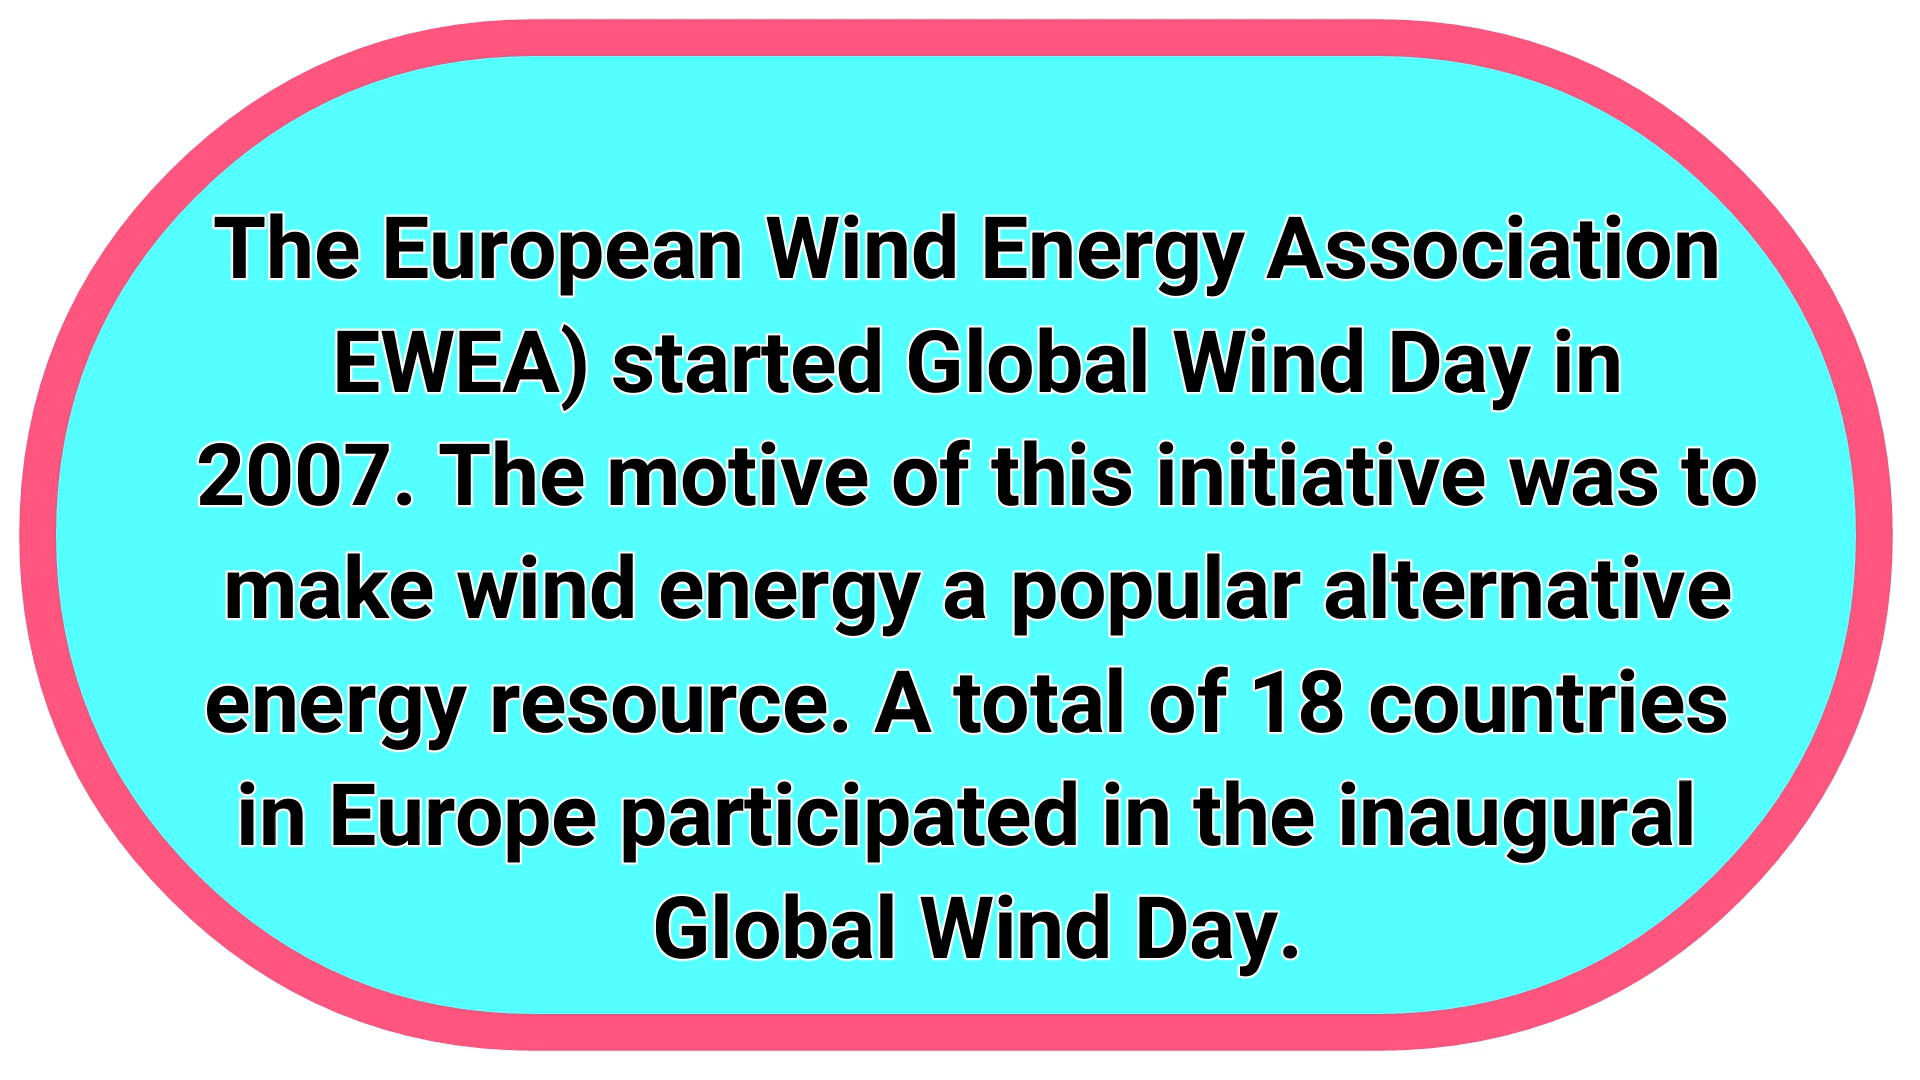 The European Wind Energy Association
EWEA) started Global Wind Day in
2007. The motive of this initiative was to
make wind energy a popular alternative
energy resource. A total of 18 countries
in Europe participated in the inaugural
Global Wind Day.